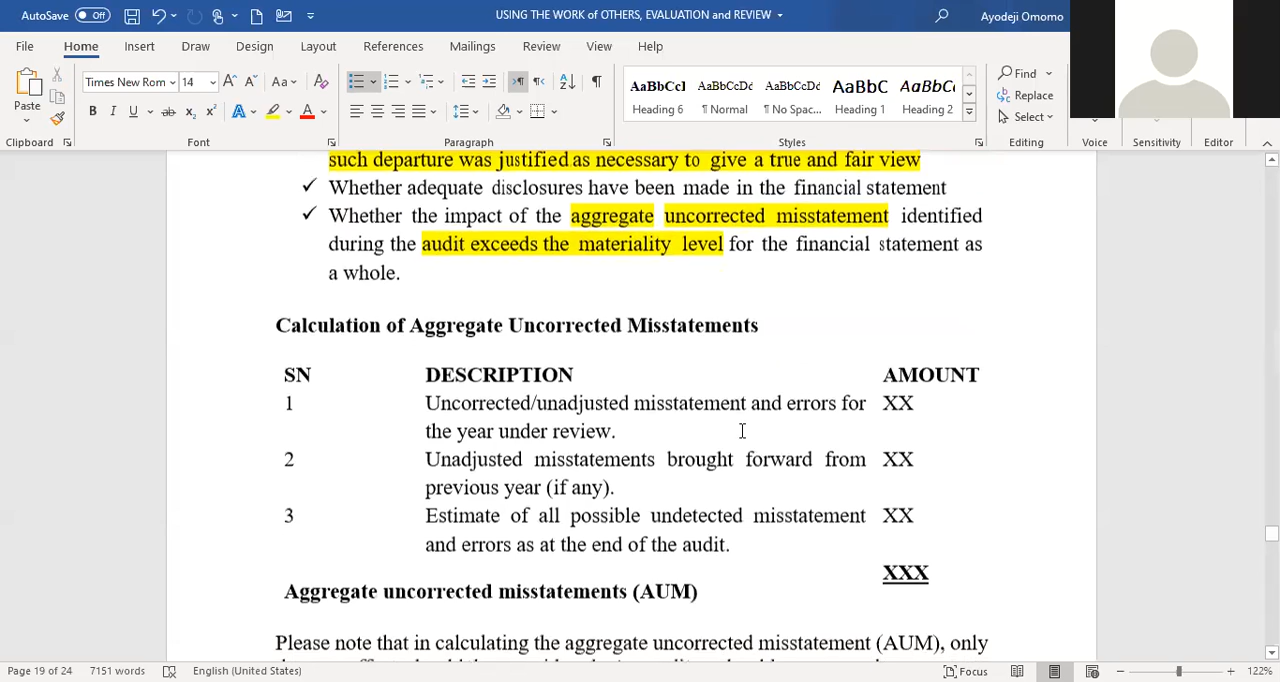 AutoSave Off USING THE WORK of OTHERS, EVALUATION and REVIEW Ayodeji Omomo
File Home Insert Draw Design Layout References Mailings Review View Help
Times New Rom 14 Aa Find
Paste Replace
B I U ab x₂ x² A A AaBbCcI AaBbCcDd AaBbCcDd AaBbC AaBbC Select
Heading 6 ¶ Normal ¶ No Spac... Heading 1 Heading 2
Clipboard Font Paragraph Styles Editing Voice Sensitivity Editor
such departure was justified as necessary to give a true and fair view
✓ Whether adequate disclosures have been made in the financial statement
✓ Whether the impact of the aggregate uncorrected misstatement identified
during the audit exceeds the materiality level for the financial statement as
a whole.
Calculation of Aggregate Uncorrected Misstatements
SN DESCRIPTION AMOUNT
1 Uncorrected/unadjusted misstatement and errors for XX
the year under review.
2 Unadjusted misstatements brought forward from XX
previous year (if any).
3 Estimate of all possible undetected misstatement XX
and errors as at the end of the audit.
XXX
Aggregate uncorrected misstatements (AUM)
Please note that in calculating the aggregate uncorrected misstatement (AUM), only
Page 19 of 24 7151 words English (United States) Focus 122%